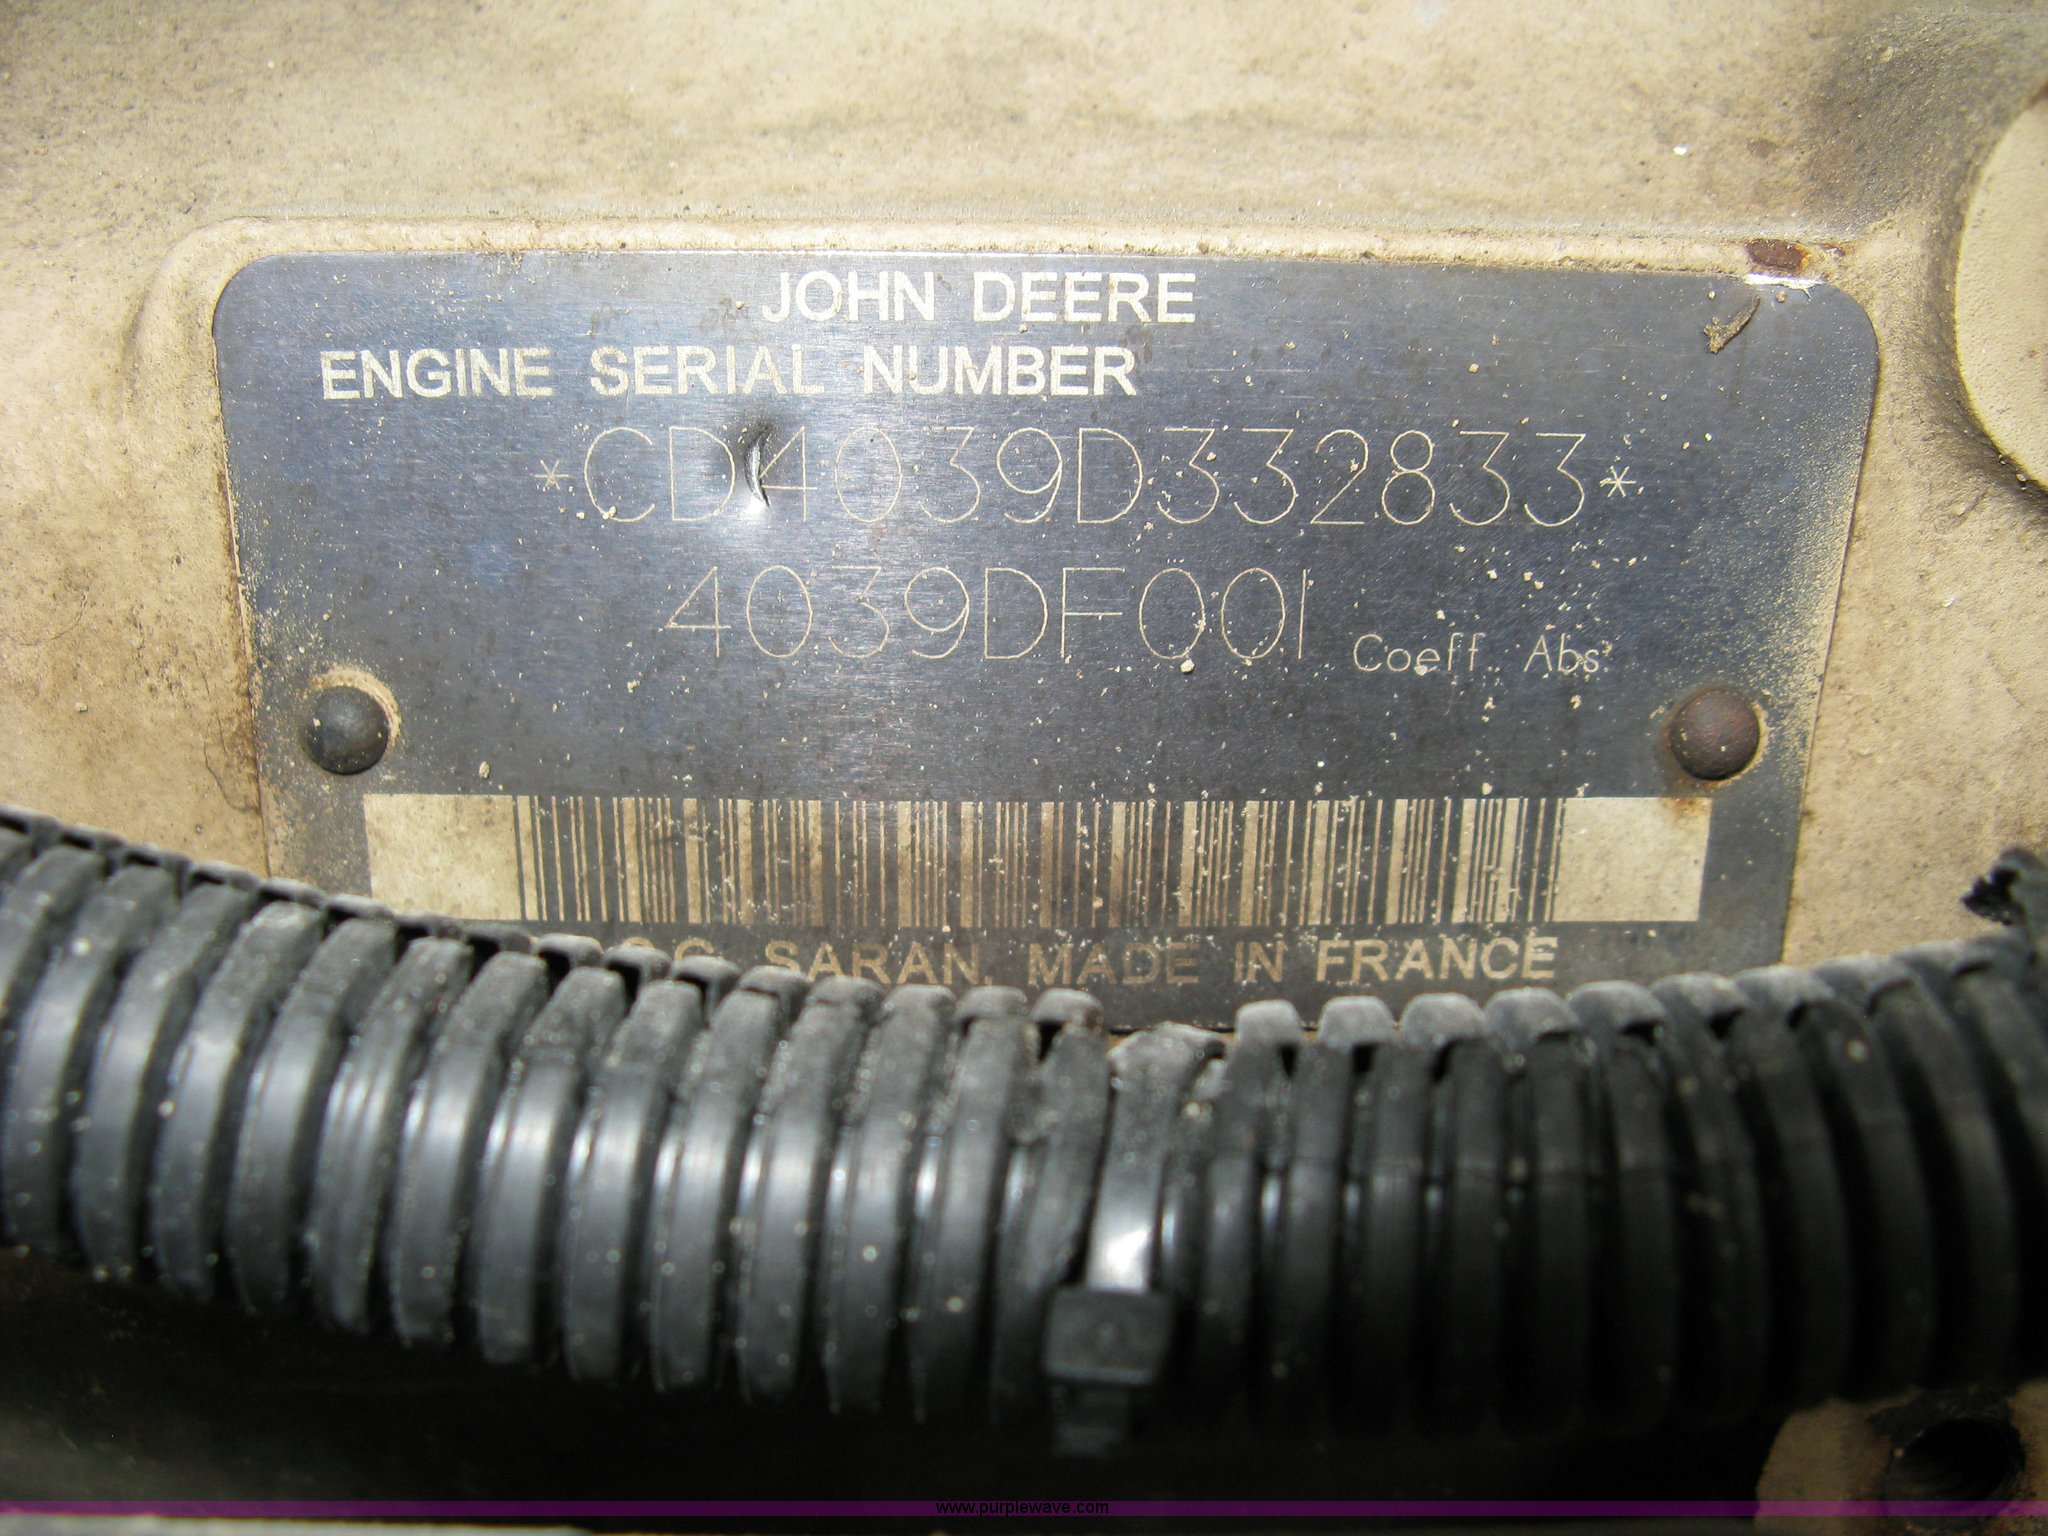 JOHN DEERE
ENGINE SERIAL NUMBER
*CD4039D332833*
4039DF001 Coeff. Abs:
SARAN, MADE IN FRANCE
www.purplewave.com